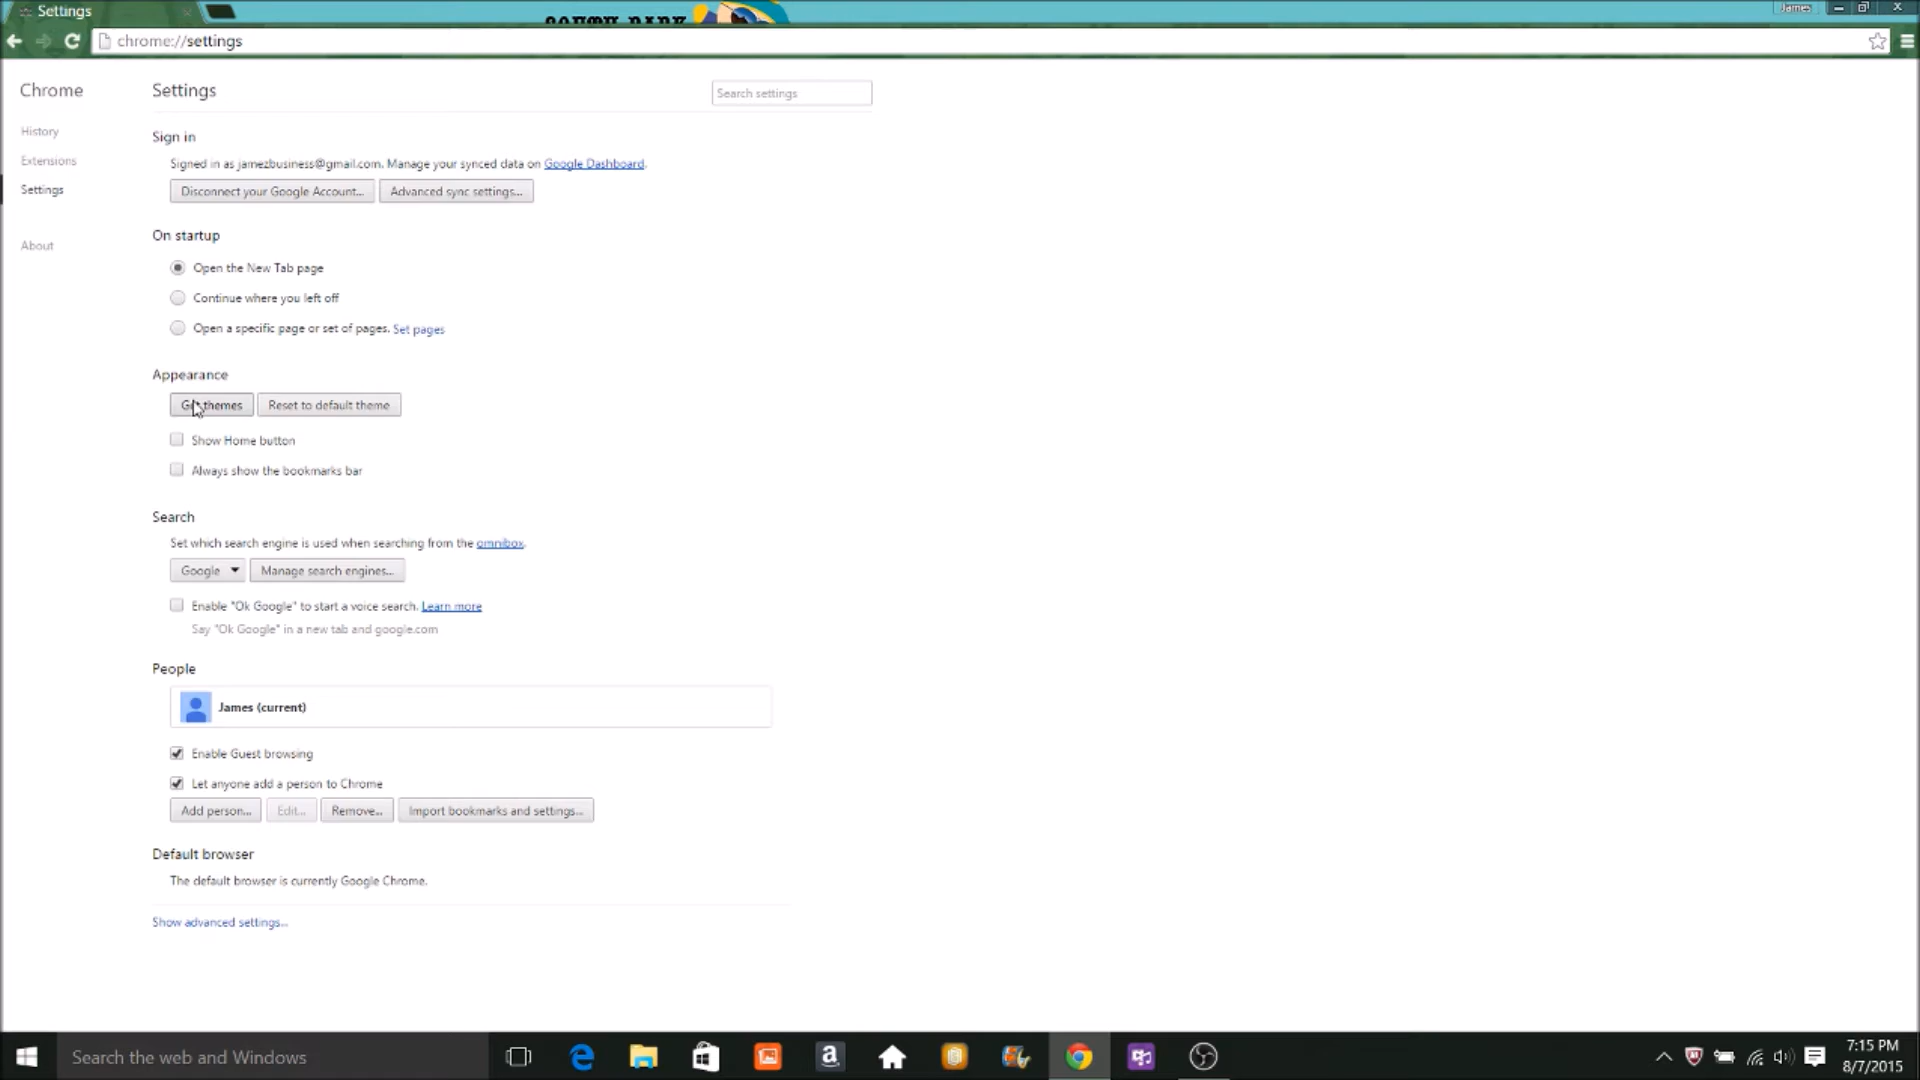 Settings
SOUTH PARK
James
chrome://settings
Chrome
Settings
Search settings
History
Extensions
Settings
About
Sign in
Signed in as jamezbusiness@gmail.com. Manage your synced data on Google Dashboard.
Disconnect your Google Account... Advanced sync settings...
On startup
Open the New Tab page
Continue where you left off
Open a specific page or set of pages. Set pages
Appearance
Get themes Reset to default theme
Show Home button
Always show the bookmarks bar
Search
Set which search engine is used when searching from the omnibox.
Google Manage search engines...
Enable "Ok Google" to start a voice search. Learn more
Say "Ok Google" in a new tab and google.com
People
James (current)
Enable Guest browsing
Let anyone add a person to Chrome
Add person... Edit... Remove... Import bookmarks and settings...
Default browser
The default browser is currently Google Chrome.
Show advanced settings...
Search the web and Windows
7:15 PM
8/7/2015